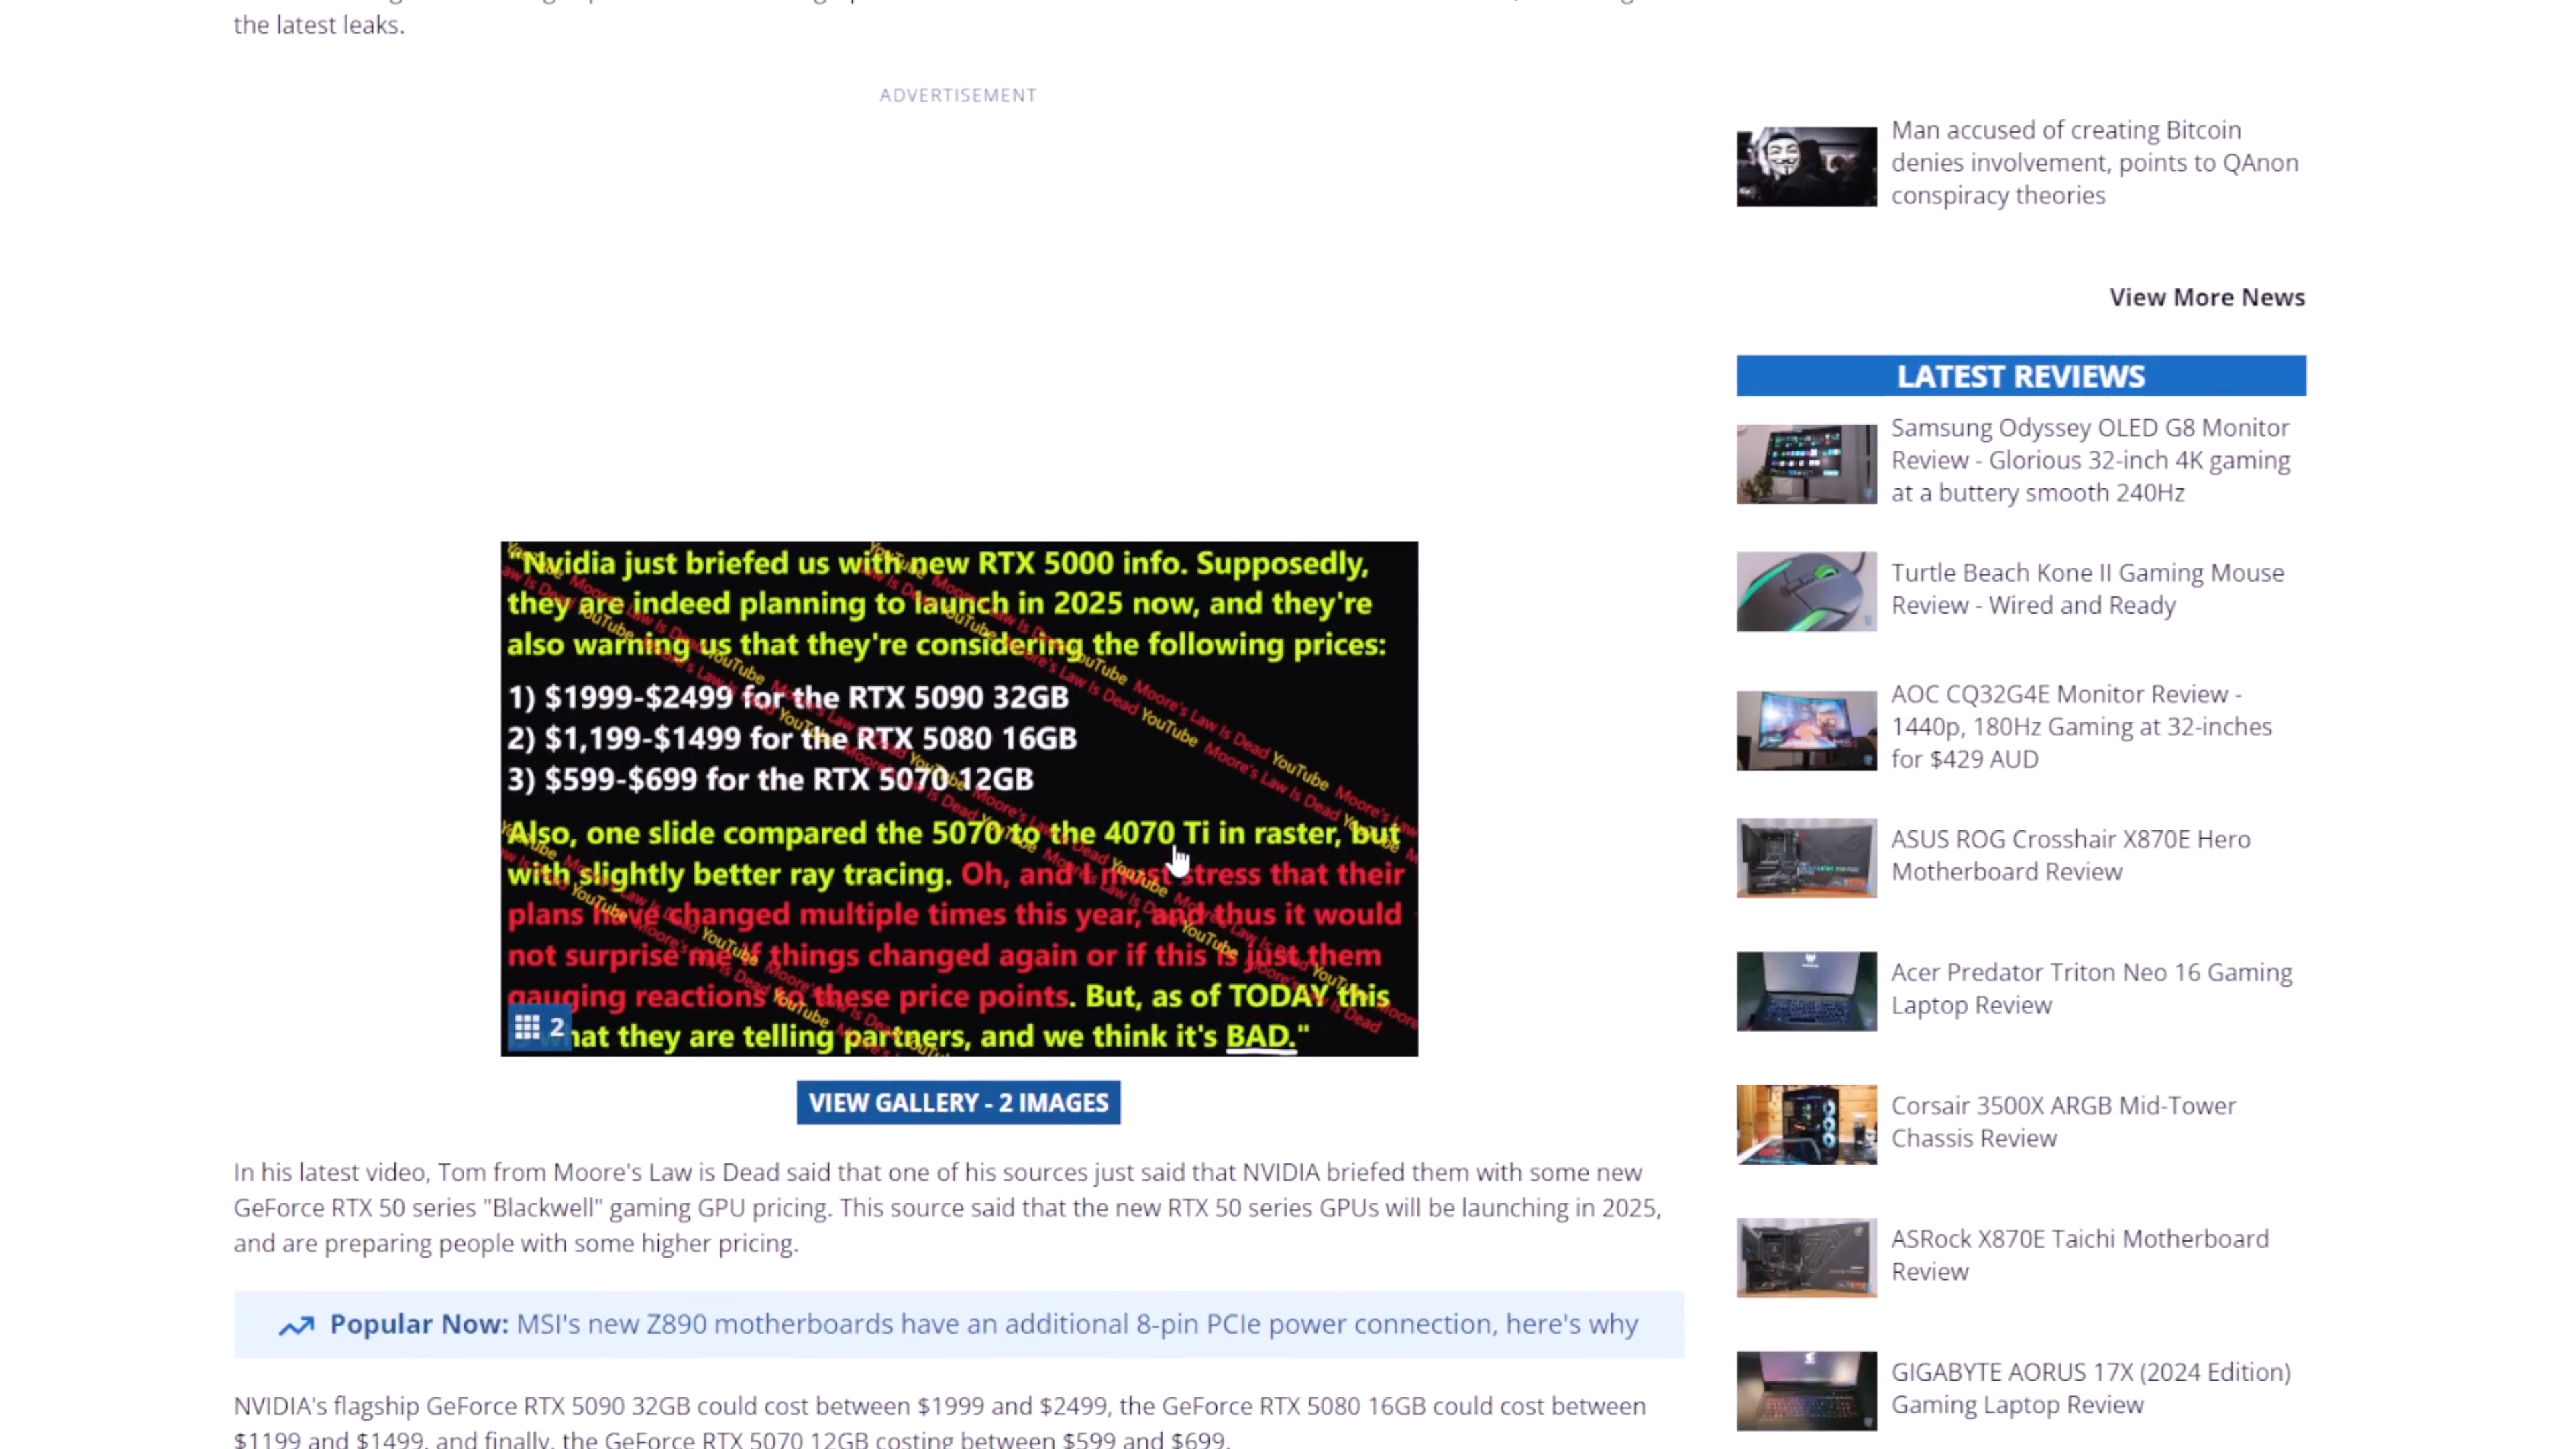 the latest leaks.
ADVERTISEMENT
"Nvidia just briefed us with new RTX 5000 info. Supposedly,
they are indeed planning to launch in 2025 now, and they're
also warning us that they're considering the following prices:
1) $1999-$2499 for the RTX 5090 32GB
2) $1,199-$1499 for the RTX 5080 16GB
3) $599-$699 for the RTX 5070 12GB
Also, one slide compared the 5070 to the 4070 Ti in raster, but
with slightly better ray tracing. Oh, and I must stress that their
plans have changed multiple times this year, and thus it would
not surprise me if things changed again or if this is just them
gauging reactions to these price points. But, as of TODAY this
2 hat they are telling partners, and we think it's BAD."
VIEW GALLERY - 2 IMAGES
In his latest video, Tom from Moore's Law is Dead said that one of his sources just said that NVIDIA briefed them with some new
GeForce RTX 50 series "Blackwell" gaming GPU pricing. This source said that the new RTX 50 series GPUs will be launching in 2025,
and are preparing people with some higher pricing.
Popular Now: MSI's new Z890 motherboards have an additional 8-pin PCIe power connection, here's why
NVIDIA's flagship GeForce RTX 5090 32GB could cost between $1999 and $2499, the GeForce RTX 5080 16GB could cost between
$1199 and $1499, and finally, the GeForce RTX 5070 12GB costing between $599 and $699.
Man accused of creating Bitcoin
denies involvement, points to QAnon
conspiracy theories
View More News
LATEST REVIEWS
Samsung Odyssey OLED G8 Monitor
Review - Glorious 32-inch 4K gaming
at a buttery smooth 240Hz
Turtle Beach Kone II Gaming Mouse
Review - Wired and Ready
AOC CQ32G4E Monitor Review -
1440p, 180Hz Gaming at 32-inches
for $429 AUD
ASUS ROG Crosshair X870E Hero
Motherboard Review
Acer Predator Triton Neo 16 Gaming
Laptop Review
Corsair 3500X ARGB Mid-Tower
Chassis Review
ASRock X870E Taichi Motherboard
Review
GIGABYTE AORUS 17X (2024 Edition)
Gaming Laptop Review